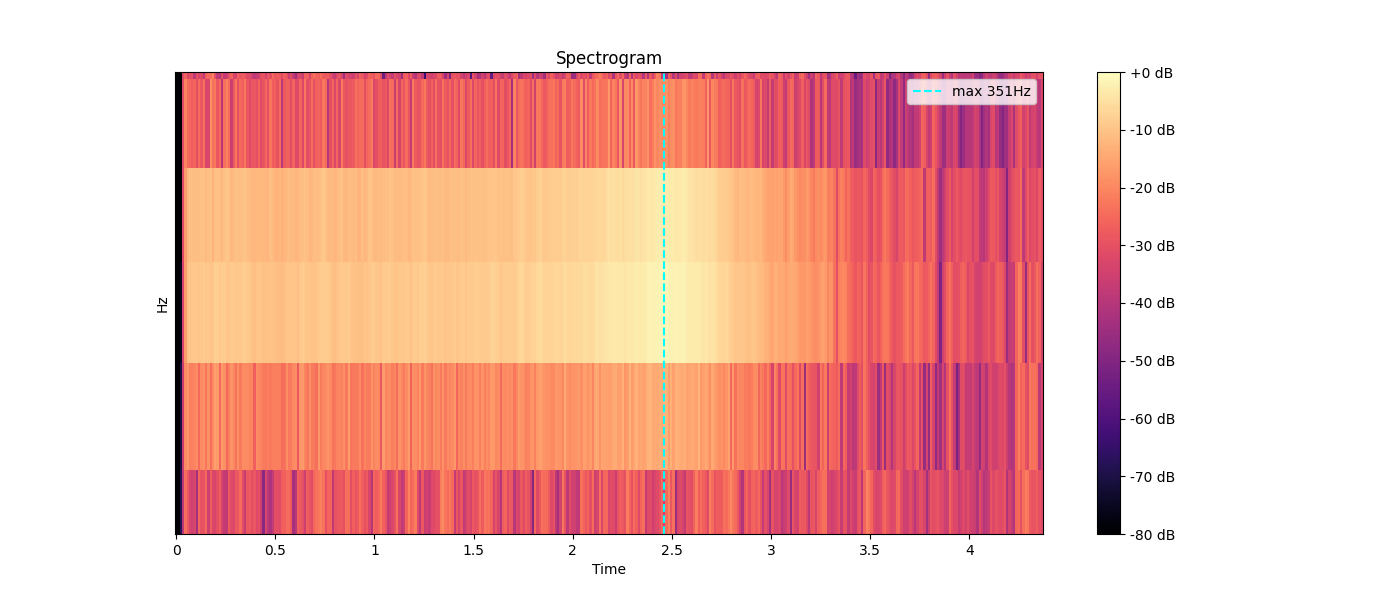 Spectrogram
max 351Hz
Hz
0 0.5 1 1.5 2 2.5 3 3.5 4
Time
+0 dB
-10 dB
-20 dB
-30 dB
-40 dB
-50 dB
-60 dB
-70 dB
-80 dB